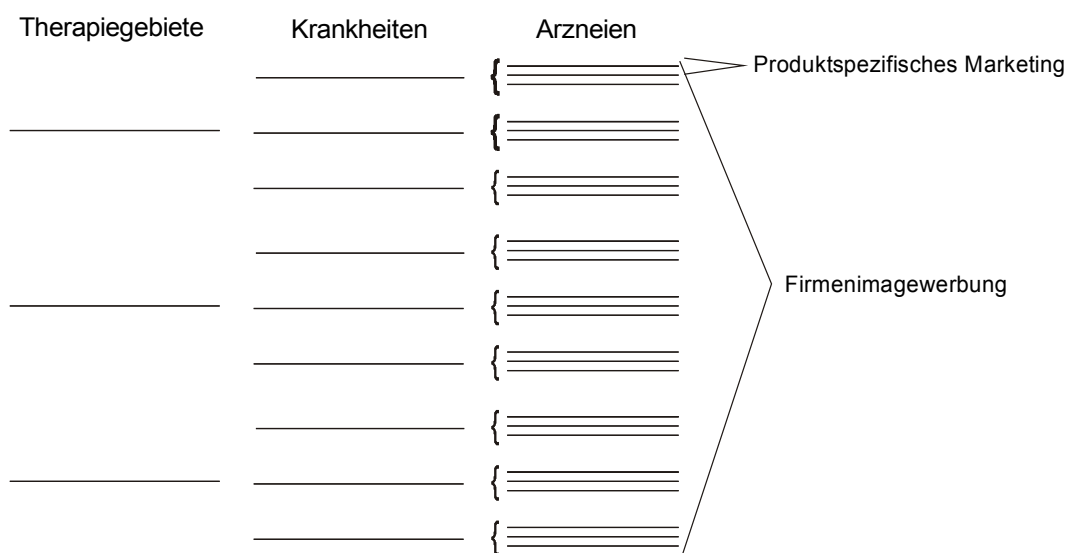 Therapiegebiete
Krankheiten
Arzneien
Produktspezifisches Marketing
Firmenimagewerbung